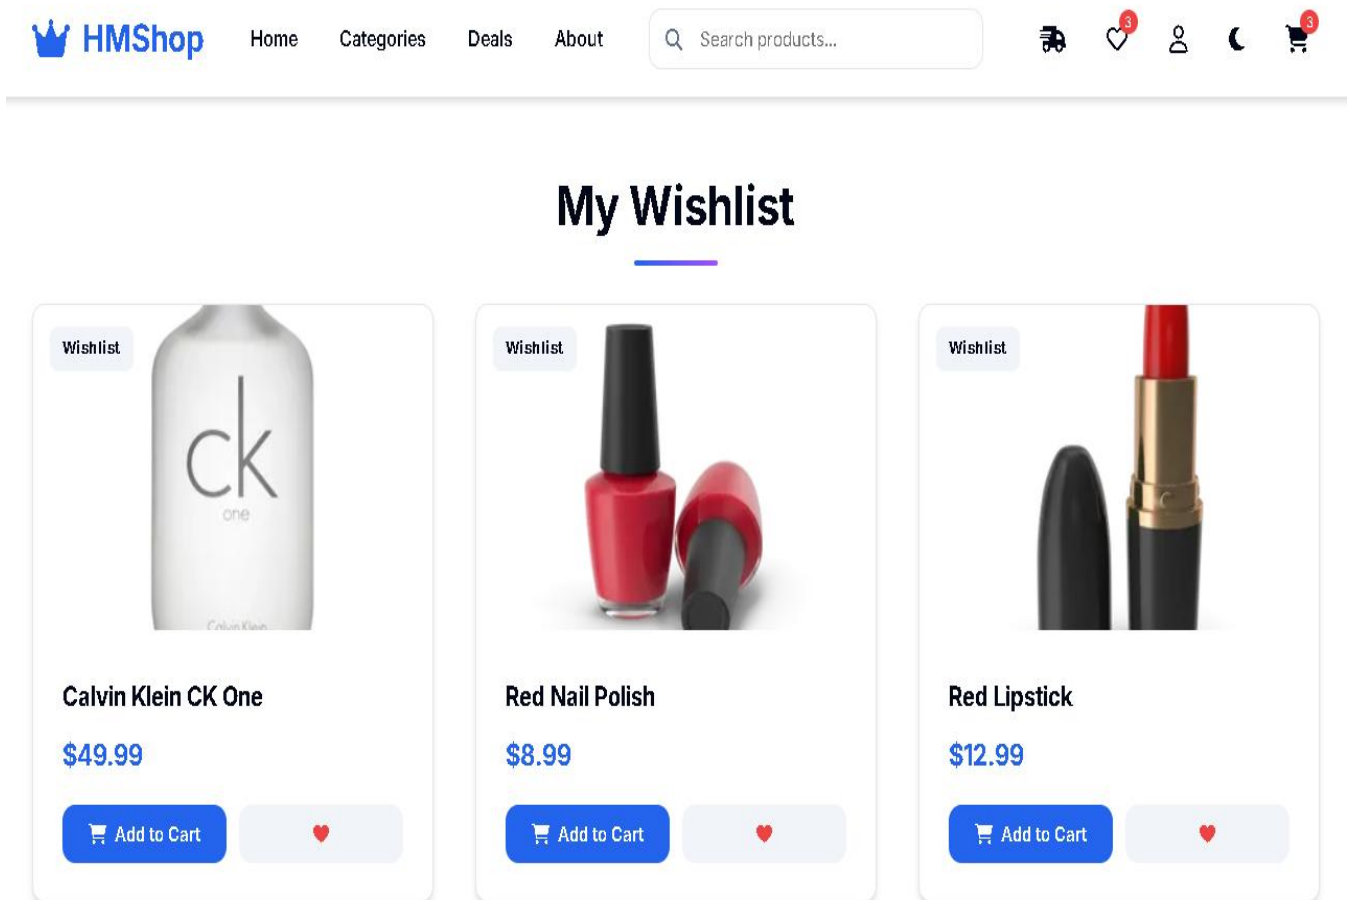 HMShop Home Categories Deals About Search products... 3 3
My Wishlist
Wishlist Wishlist Wishlist
ck
one
Calvin Klein
Calvin Klein CK One Red Nail Polish Red Lipstick
$49.99 $8.99 $12.99
Add to Cart Add to Cart Add to Cart